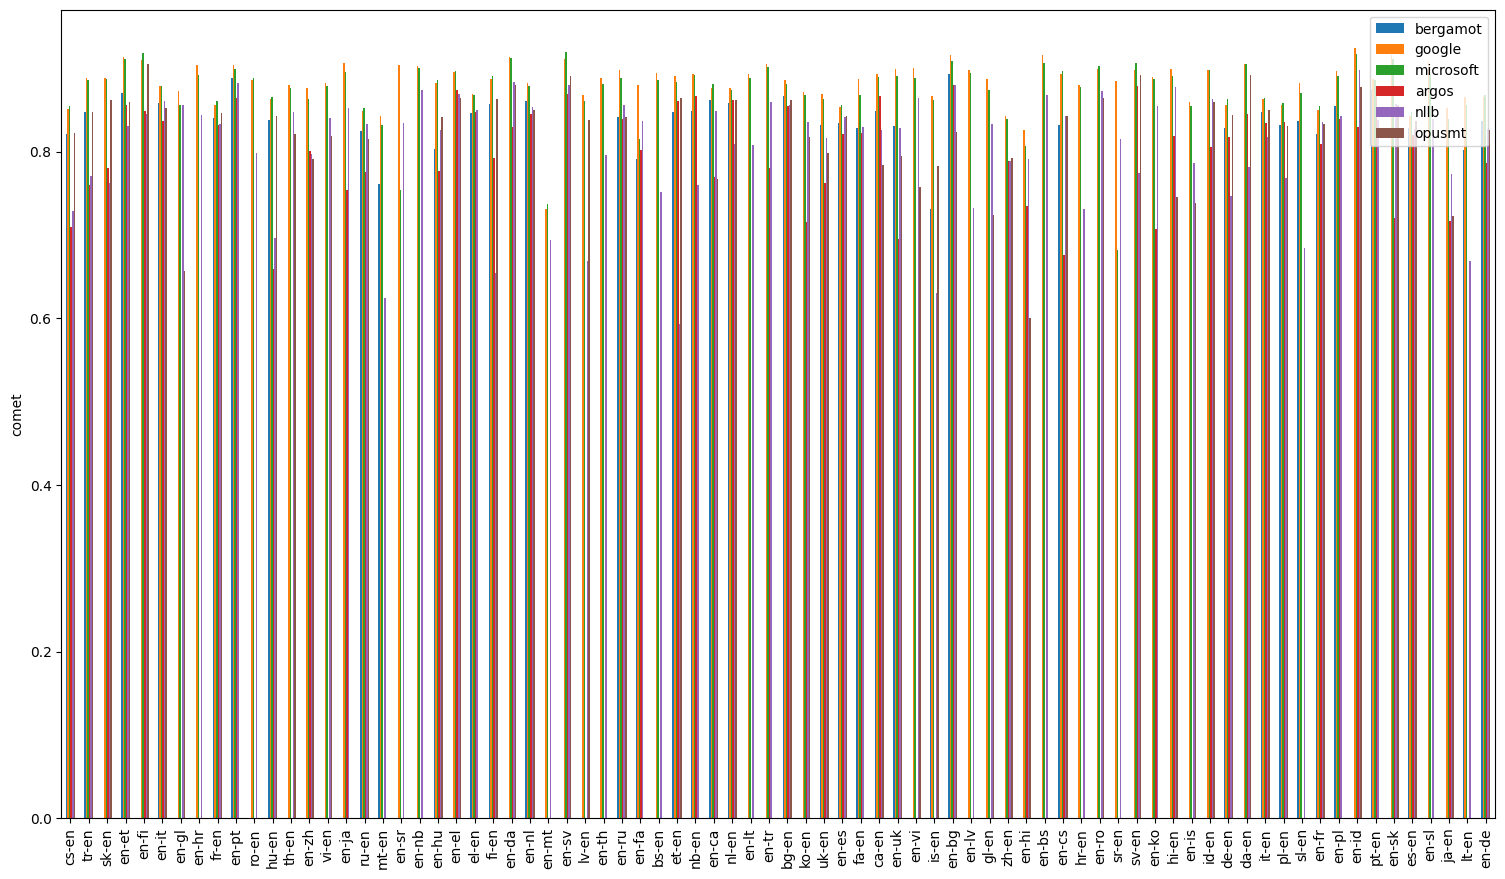 bergamot
google
microsoft
argos
nllb
opusmt
comet
0.8
0.6
0.4
0.2
0.0
cs-en
tr-en
sk-en
en-et
en-fi
en-it
en-gl
en-hr
fr-en
en-pt
ro-en
hu-en
th-en
en-zh
vi-en
en-ja
ru-en
mt-en
en-sr
en-nb
en-hu
en-el
el-en
fi-en
en-da
en-nl
en-mt
en-sv
lv-en
en-th
en-ru
en-fa
bs-en
et-en
nb-en
en-ca
nl-en
en-lt
en-tr
bg-en
ko-en
uk-en
en-es
fa-en
ca-en
en-uk
en-vi
is-en
en-bg
en-lv
gl-en
zh-en
en-hi
en-bs
en-cs
hr-en
en-ro
sr-en
sv-en
en-ko
hi-en
en-is
id-en
de-en
da-en
it-en
pl-en
sl-en
en-fr
en-pl
en-id
pt-en
en-sk
es-en
en-sl
ja-en
lt-en
en-de